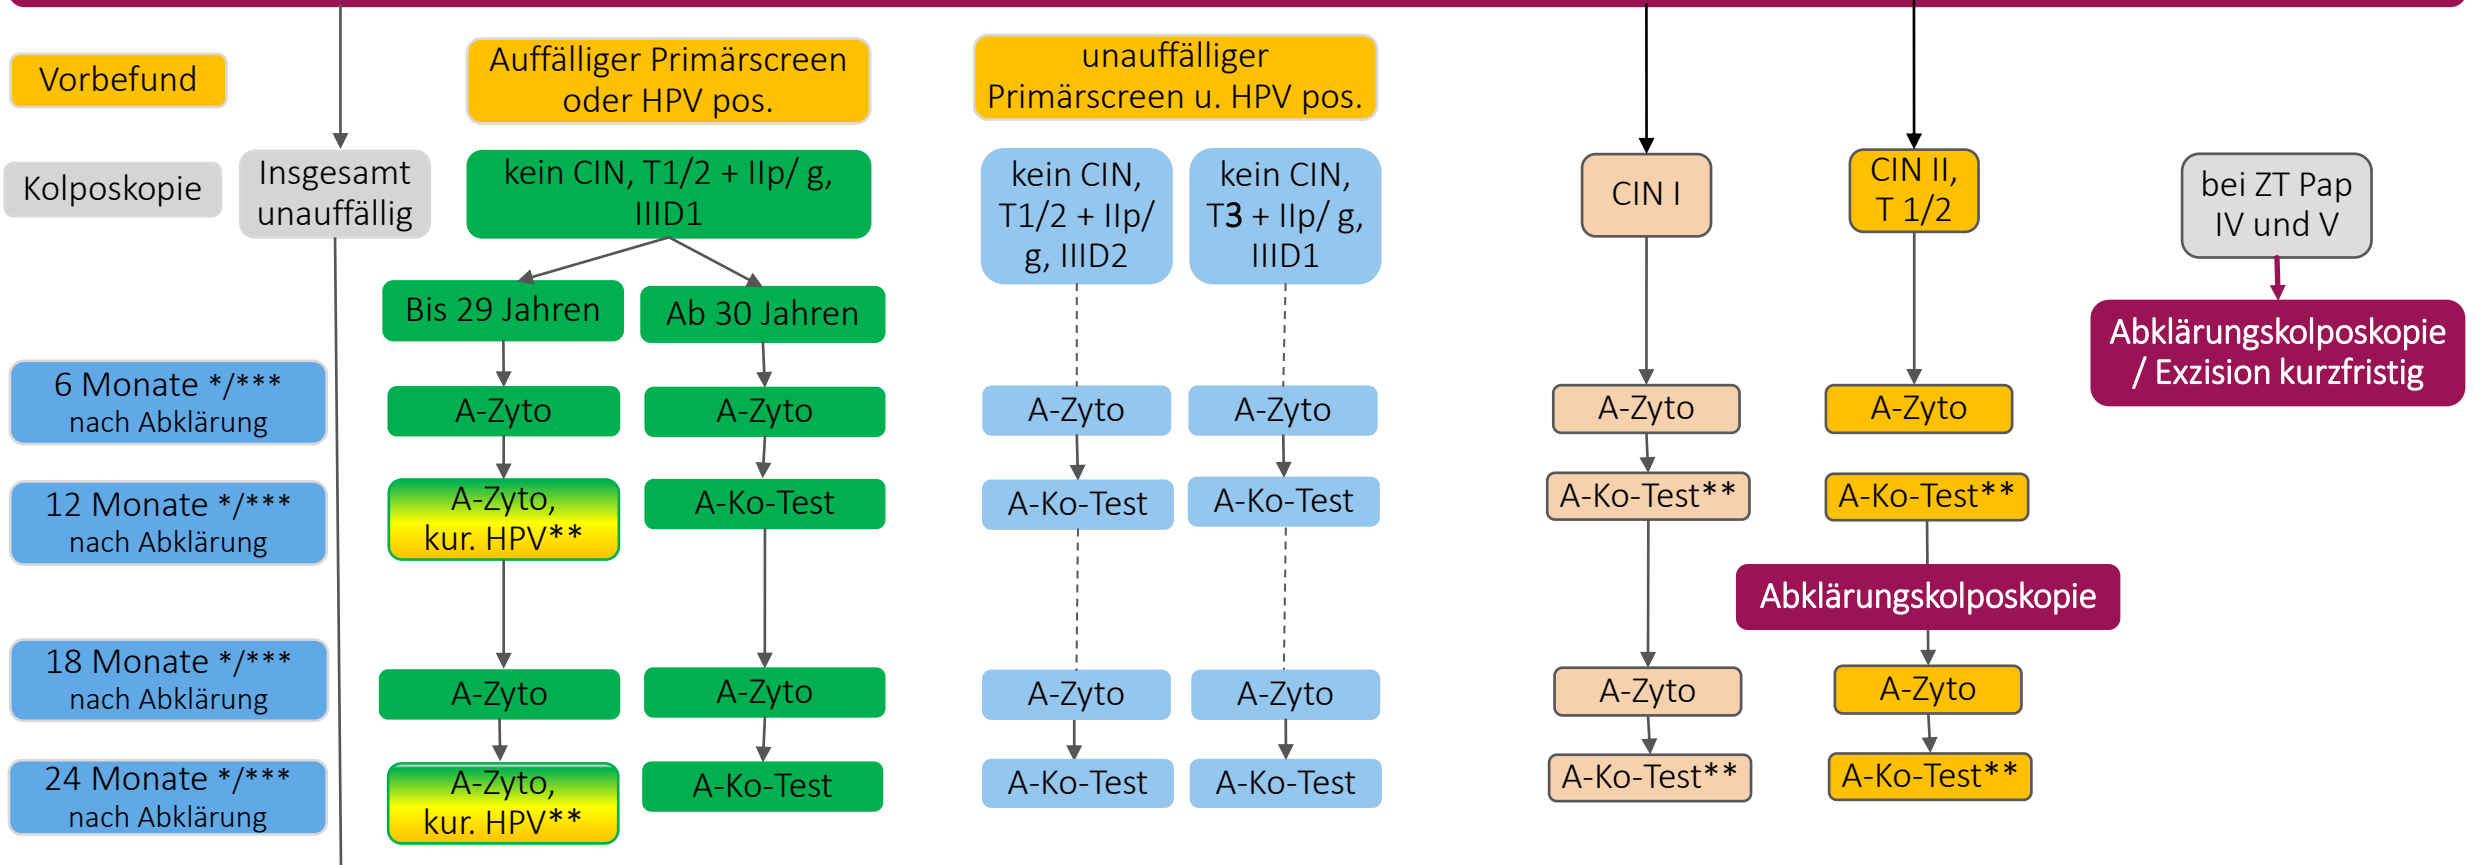 Vorbefund
Auffälliger Primärscreen
oder HPV pos.
unauffälliger
Primärscreen u. HPV pos.
Kolposkopie
Insgesamt
unauffällig
kein CIN, T1/2 + IIp/ g,
IIID1
kein CIN,
T1/2 + IIp/
g, IIID2
kein CIN,
T3 + IIp/ g,
IIID1
CIN I
CIN II,
T 1/2
bei ZT Pap
IV und V
Bis 29 Jahren
Ab 30 Jahren
Abklärungskolposkopie
/ Exzision kurzfristig
6 Monate */***
nach Abklärung
A-Zyto
A-Zyto
A-Zyto
A-Zyto
A-Zyto
A-Zyto
12 Monate */***
nach Abklärung
A-Zyto,
kur. HPV**
A-Ko-Test
A-Ko-Test
A-Ko-Test
A-Ko-Test**
A-Ko-Test**
Abklärungskolposkopie
18 Monate */***
nach Abklärung
A-Zyto
A-Zyto
A-Zyto
A-Zyto
A-Zyto
A-Zyto
24 Monate */***
nach Abklärung
A-Zyto,
kur. HPV**
A-Ko-Test
A-Ko-Test
A-Ko-Test
A-Ko-Test**
A-Ko-Test**